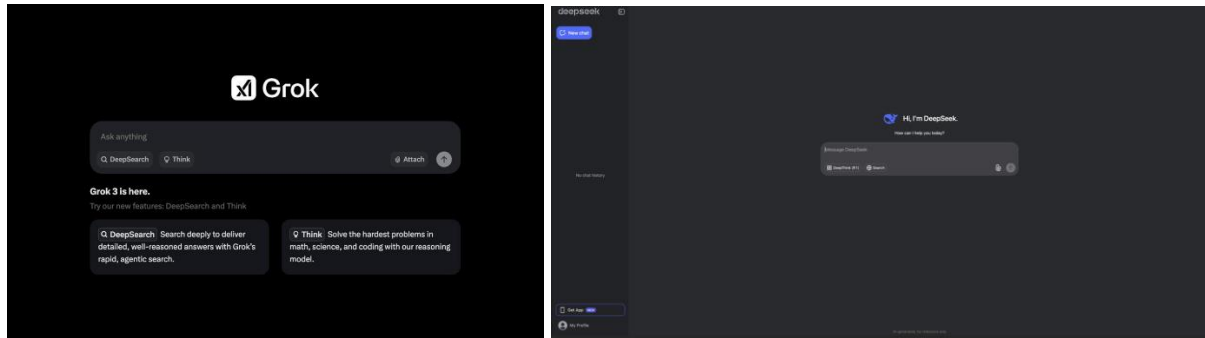 Grok
Ask anything
DeepSearch
Think
Attach
Grok 3 is here.
Try our new features: DeepSearch and Think
DeepSearch Search deeply to deliver
detailed, well-reasoned answers with Grok's
rapid, agentic search.
Think Solve the hardest problems in
math, science, and coding with our reasoning
model.
deepseek
New chat
Hi, I'm DeepSeek.
How can I help you today?
Message DeepSeek
DeepThink (R1)
Search
No chat history
Get App
My Profile